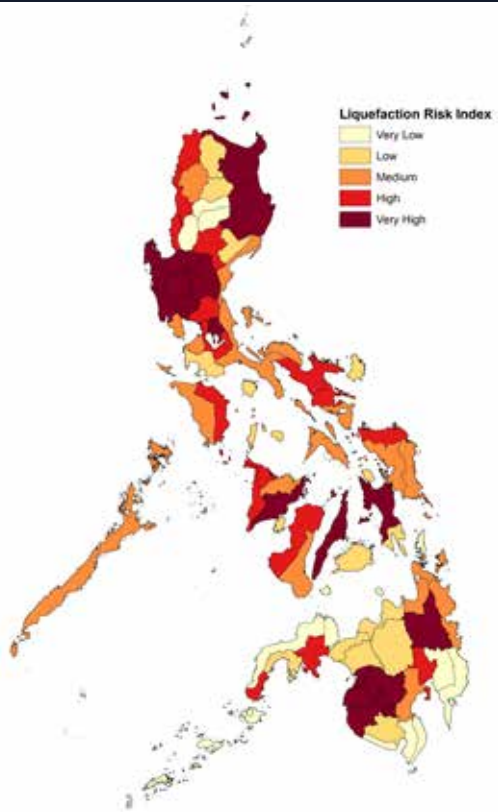 Liquefaction Risk Index
Very Low
Low
Medium
High
Very High